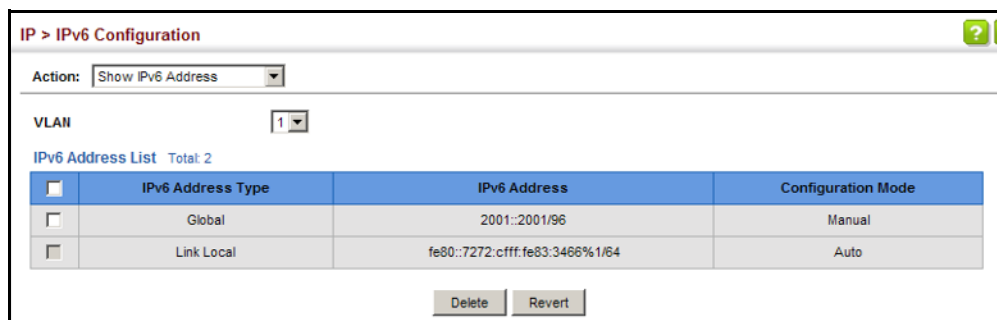 IP > IPv6 Configuration
?
Action: Show IPv6 Address
VLAN 1
IPv6 Address List Total: 2
IPv6 Address Type IPv6 Address Configuration Mode
Global 2001::2001/96 Manual
Link Local fe80::7272:cfff:fe83:3466%1/64 Auto
Delete Revert